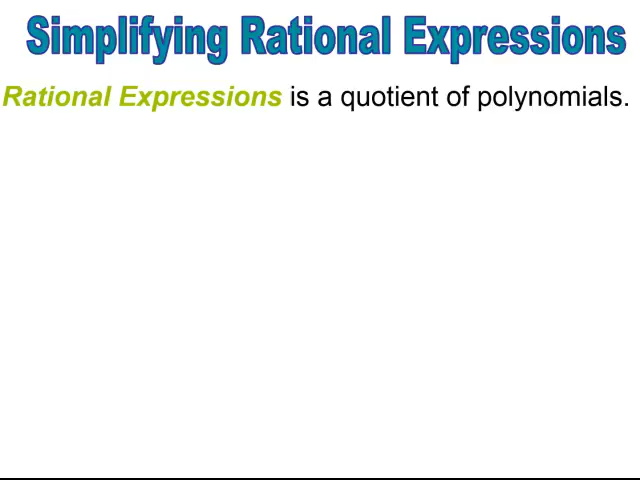 Simplifying Rational Expressions
Rational Expressions is a quotient of polynomials.